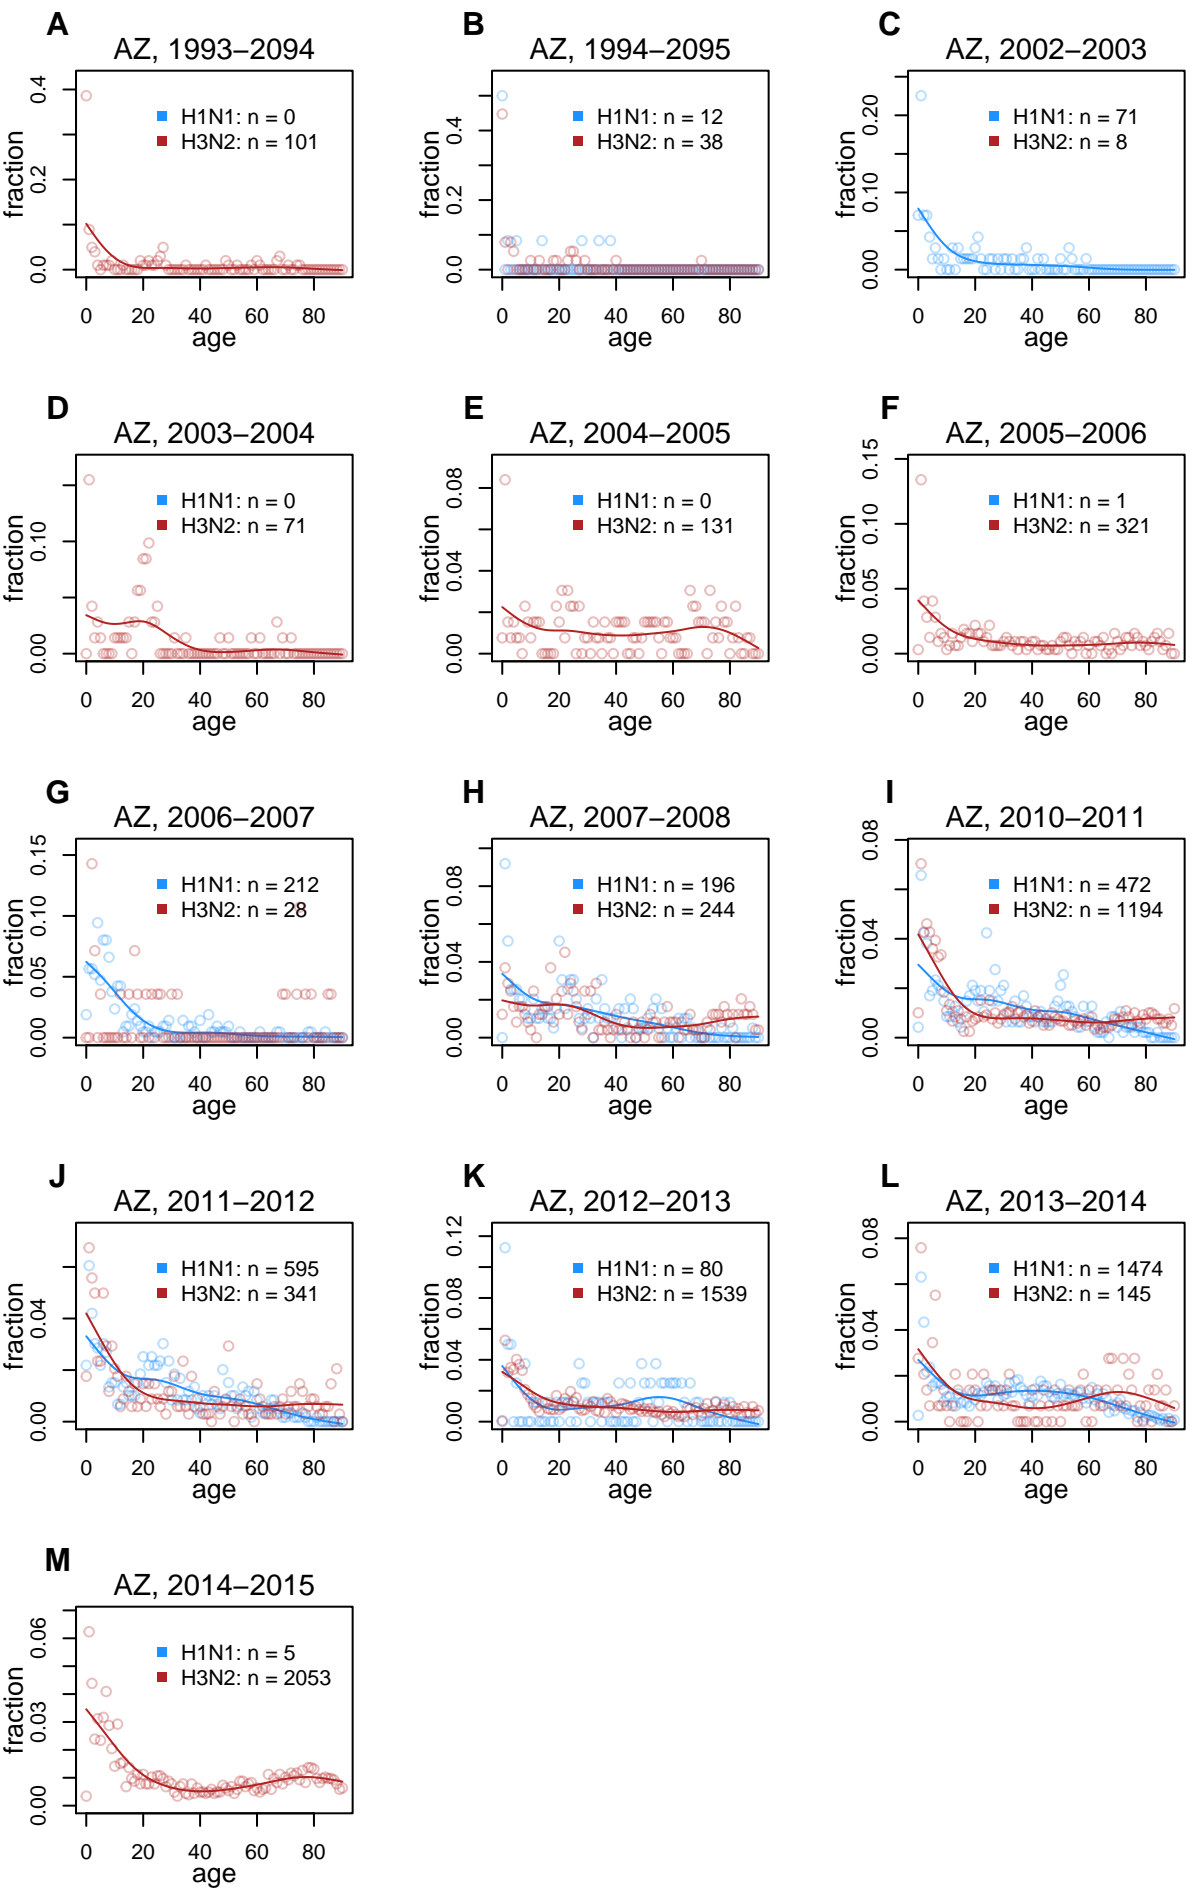 A
AZ, 1993−2094
fraction
0.0 0.2 0.4
H1N1: n = 0
H3N2: n = 101
0 20 40 60 80
age
B
AZ, 1994−2095
fraction
0.0 0.2 0.4
H1N1: n = 12
H3N2: n = 38
0 20 40 60 80
age
C
AZ, 2002−2003
fraction
0.00 0.10 0.20
H1N1: n = 71
H3N2: n = 8
0 20 40 60 80
age
D
AZ, 2003−2004
fraction
0.00 0.10
H1N1: n = 0
H3N2: n = 71
0 20 40 60 80
age
E
AZ, 2004−2005
fraction
0.00 0.04 0.08
H1N1: n = 0
H3N2: n = 131
0 20 40 60 80
age
F
AZ, 2005−2006
fraction
0.00 0.05 0.10 0.15
H1N1: n = 1
H3N2: n = 321
0 20 40 60 80
age
G
AZ, 2006−2007
fraction
0.00 0.05 0.10 0.15
H1N1: n = 212
H3N2: n = 28
0 20 40 60 80
age
H
AZ, 2007−2008
fraction
0.00 0.04 0.08
H1N1: n = 196
H3N2: n = 244
0 20 40 60 80
age
I
AZ, 2010−2011
fraction
0.00 0.04 0.08
H1N1: n = 472
H3N2: n = 1194
0 20 40 60 80
age
J
AZ, 2011−2012
fraction
0.00 0.04
H1N1: n = 595
H3N2: n = 341
0 20 40 60 80
age
K
AZ, 2012−2013
fraction
0.00 0.04 0.08 0.12
H1N1: n = 80
H3N2: n = 1539
0 20 40 60 80
age
L
AZ, 2013−2014
fraction
0.00 0.04 0.08
H1N1: n = 1474
H3N2: n = 145
0 20 40 60 80
age
M
AZ, 2014−2015
fraction
0.00 0.03 0.06
H1N1: n = 5
H3N2: n = 2053
0 20 40 60 80
age